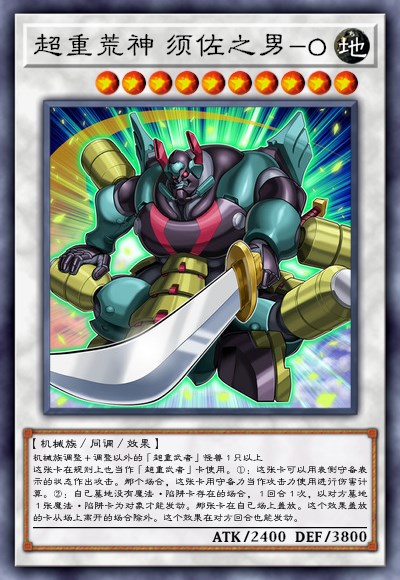 超重荒神 须佐之男-O
地
【机械族／同调／效果】
机械族调整＋调整以外的「超重武者」怪兽1只以上
这张卡在规则上也当作「超重武者」卡使用。①：这张卡可以用表侧守备表
示的状态作出攻击。那个场合，这张卡用守备力当作攻击力使用进行伤害计
算。②：自己墓地没有魔法·陷阱卡存在的场合，1回合1次，以对方墓地
1张魔法·陷阱卡为对象才能发动。那张卡在自己场上盖放。这个效果盖放
的卡从场上离开的场合除外。这个效果在对方回合也能发动。
ATK/2400 DEF/3800